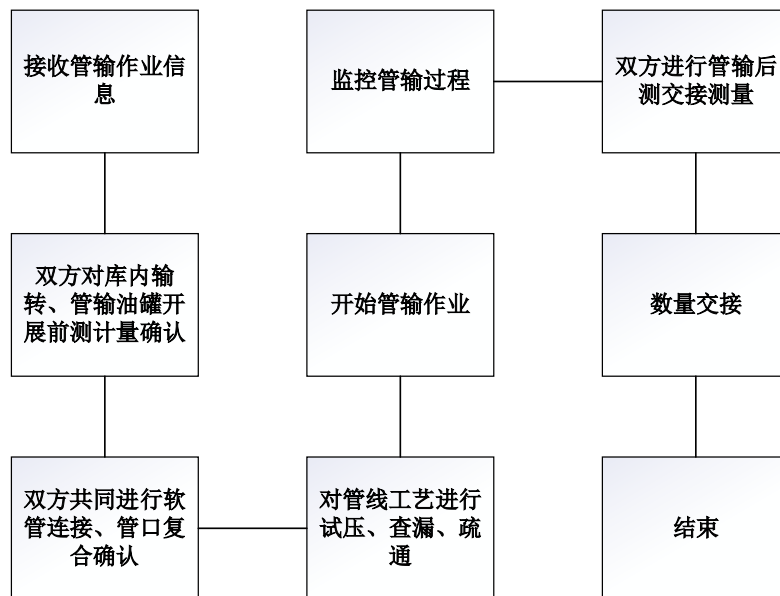 接收管输作业信
息
双方对库内输
转、管输油罐开
展前测计量确认
双方共同进行软
管连接、管口复
合确认
对管线工艺进行
试压、查漏、疏
通
开始管输作业
监控管输过程
双方进行管输后
测交接测量
数量交接
结束